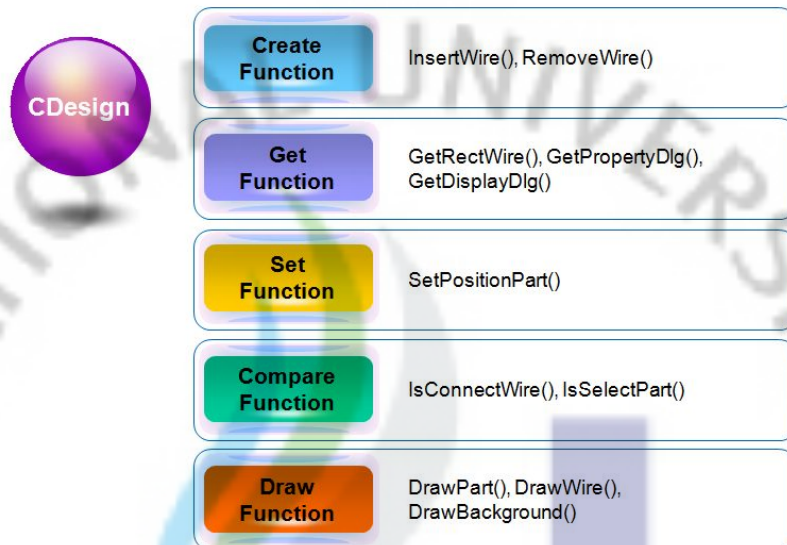 CDesign
Create
Function
InsertWire(), RemoveWire()
Get
Function
GetRectWire(), GetPropertyDlg(),
GetDisplayDlg()
Set
Function
SetPositionPart()
Compare
Function
IsConnectWire(), IsSelectPart()
Draw
Function
DrawPart(), DrawWire(),
DrawBackground()